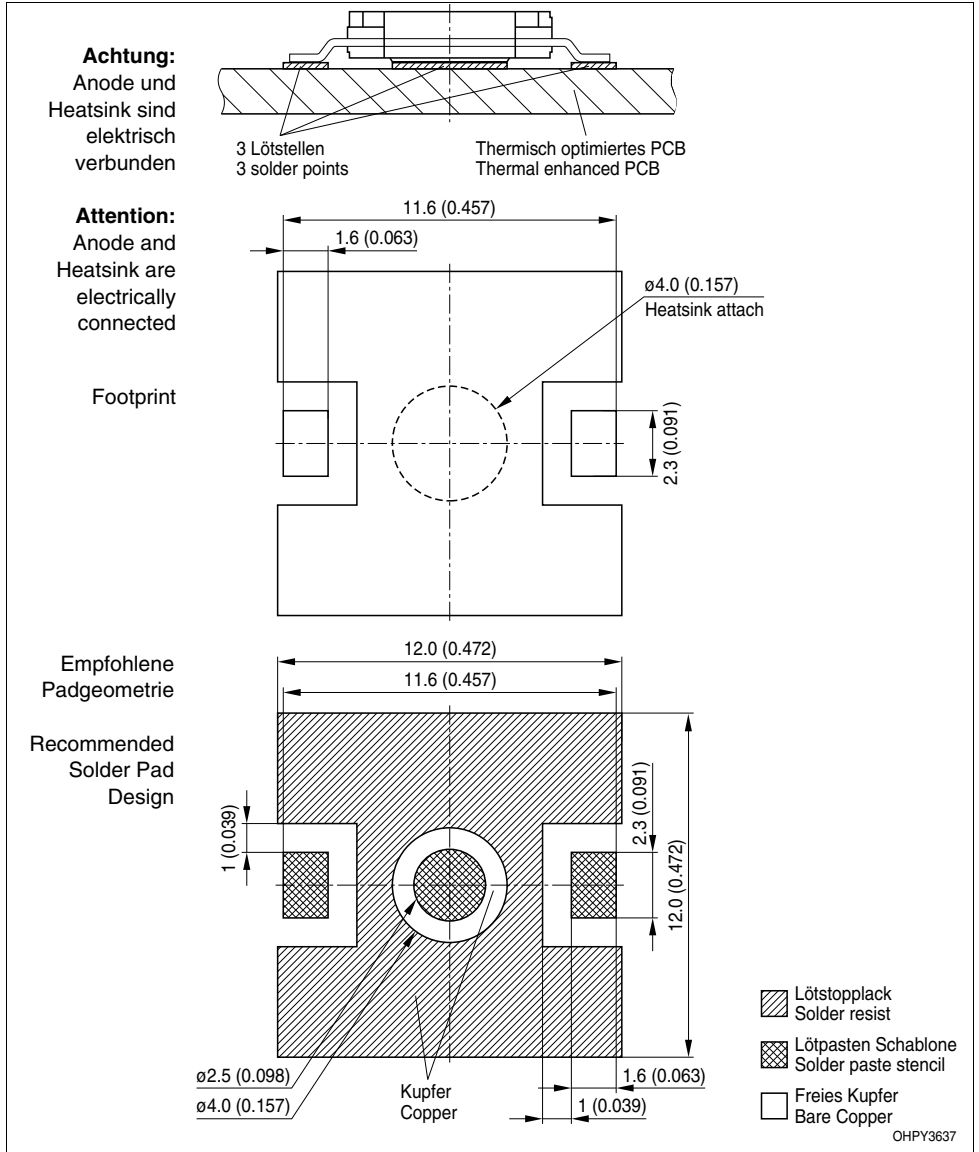 Achtung:
Anode und
Heatsink sind
elektrisch
verbunden
3 Lötstellen
3 solder points
Thermisch optimiertes PCB
Thermal enhanced PCB
Attention:
Anode and
Heatsink are
electrically
connected
Footprint
11.6 (0.457)
1.6 (0.063)
ø4.0 (0.157)
Heatsink attach
2.3 (0.091)
Empfohlene
Padgeometrie
Recommended
Solder Pad
Design
12.0 (0.472)
11.6 (0.457)
1 (0.039)
2.3 (0.091)
12.0 (0.472)
ø2.5 (0.098)
ø4.0 (0.157)
Kupfer
Copper
1.6 (0.063)
1 (0.039)
Lötstopplack
Solder resist
Lötpasten Schablone
Solder paste stencil
Freies Kupfer
Bare Copper
OHPY3637